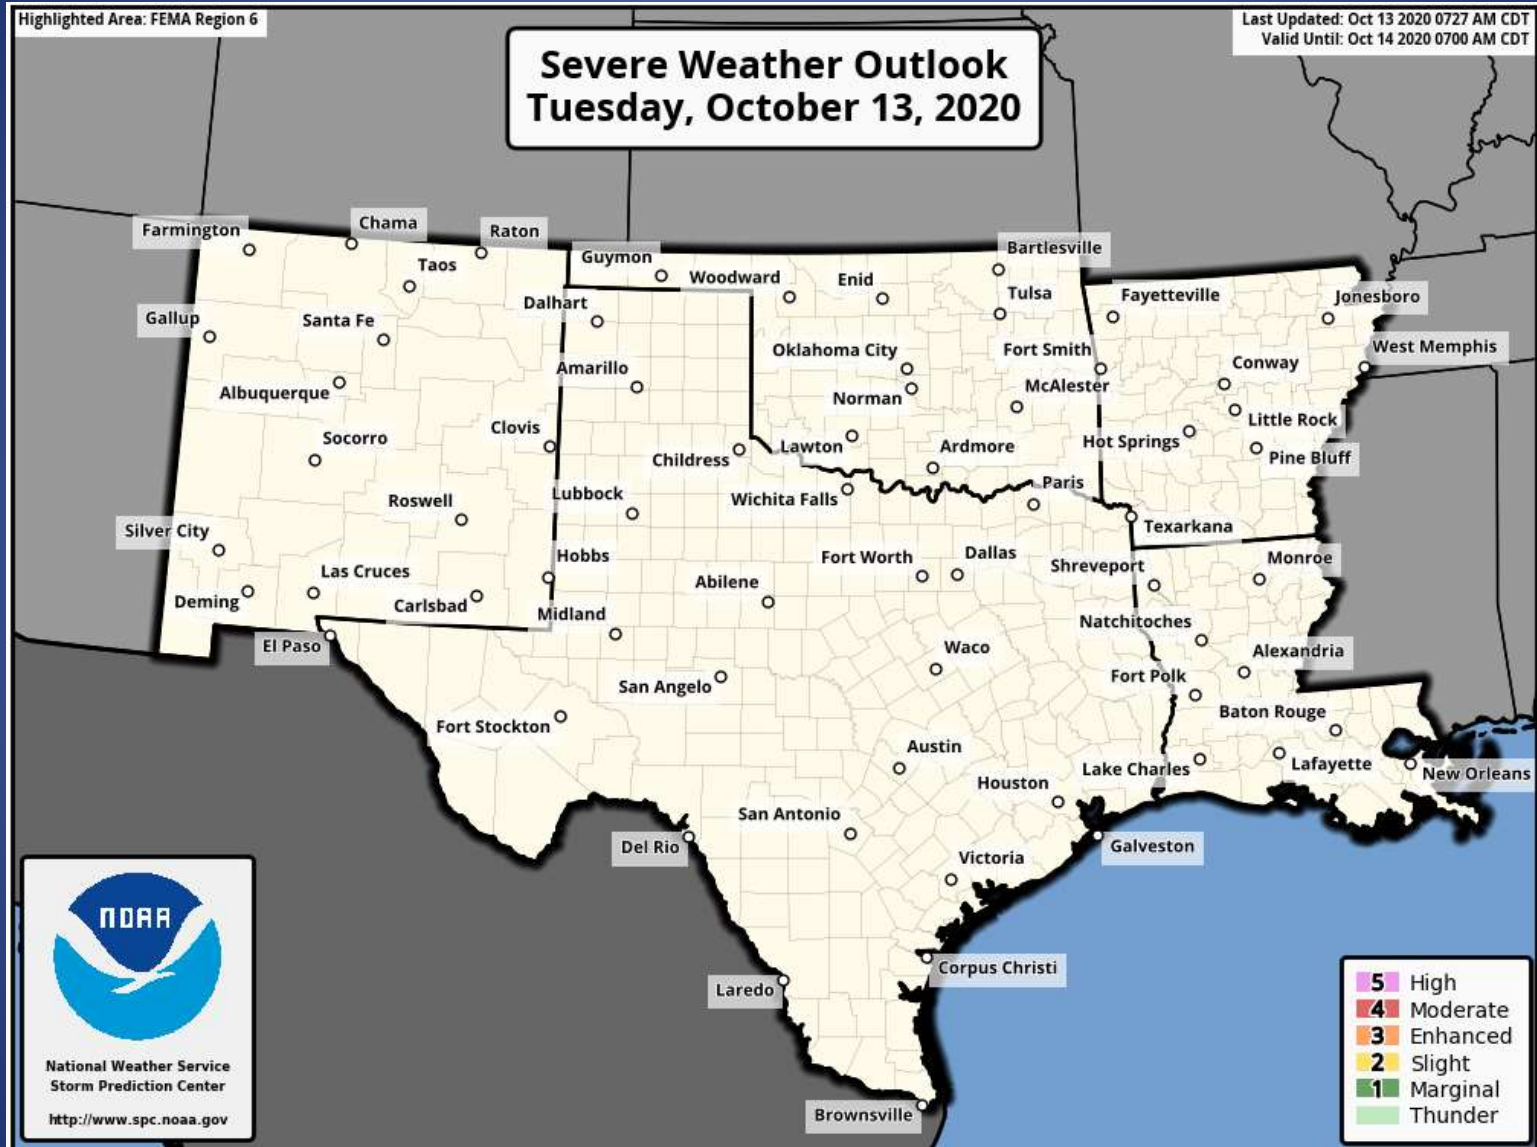 Highlighted Area: FEMA Region 6
Last Updated: Oct 13 2020 0727 AM CDT
Valid Until: Oct 14 2020 0700 AM CDT
Severe Weather Outlook
Tuesday, October 13, 2020
Farmington
Chama
Raton
Taos
Guymon
Woodward
Enid
Bartlesville
Tulsa
Fayetteville
Jonesboro
Gallup
Santa Fe
Dalhart
Amarillo
Oklahoma City
Fort Smith
West Memphis
Conway
Albuquerque
Norman
McAlester
Little Rock
Socorro
Clovis
Childress
Lawton
Ardmore
Hot Springs
Pine Bluff
Roswell
Lubbock
Wichita Falls
Paris
Texarkana
Silver City
Las Cruces
Hobbs
Abilene
Fort Worth
Dallas
Shreveport
Monroe
Deming
Carlsbad
Midland
Natchitoches
El Paso
San Angelo
Waco
Alexandria
Fort Polk
Fort Stockton
Baton Rouge
Austin
Houston
Lake Charles
Lafayette
New Orleans
San Antonio
Del Rio
Galveston
Victoria
Corpus Christi
Laredo
Brownsville
NOAA
National Weather Service
Storm Prediction Center
http://www.spc.noaa.gov
5 High
4 Moderate
3 Enhanced
2 Slight
1 Marginal
Thunder